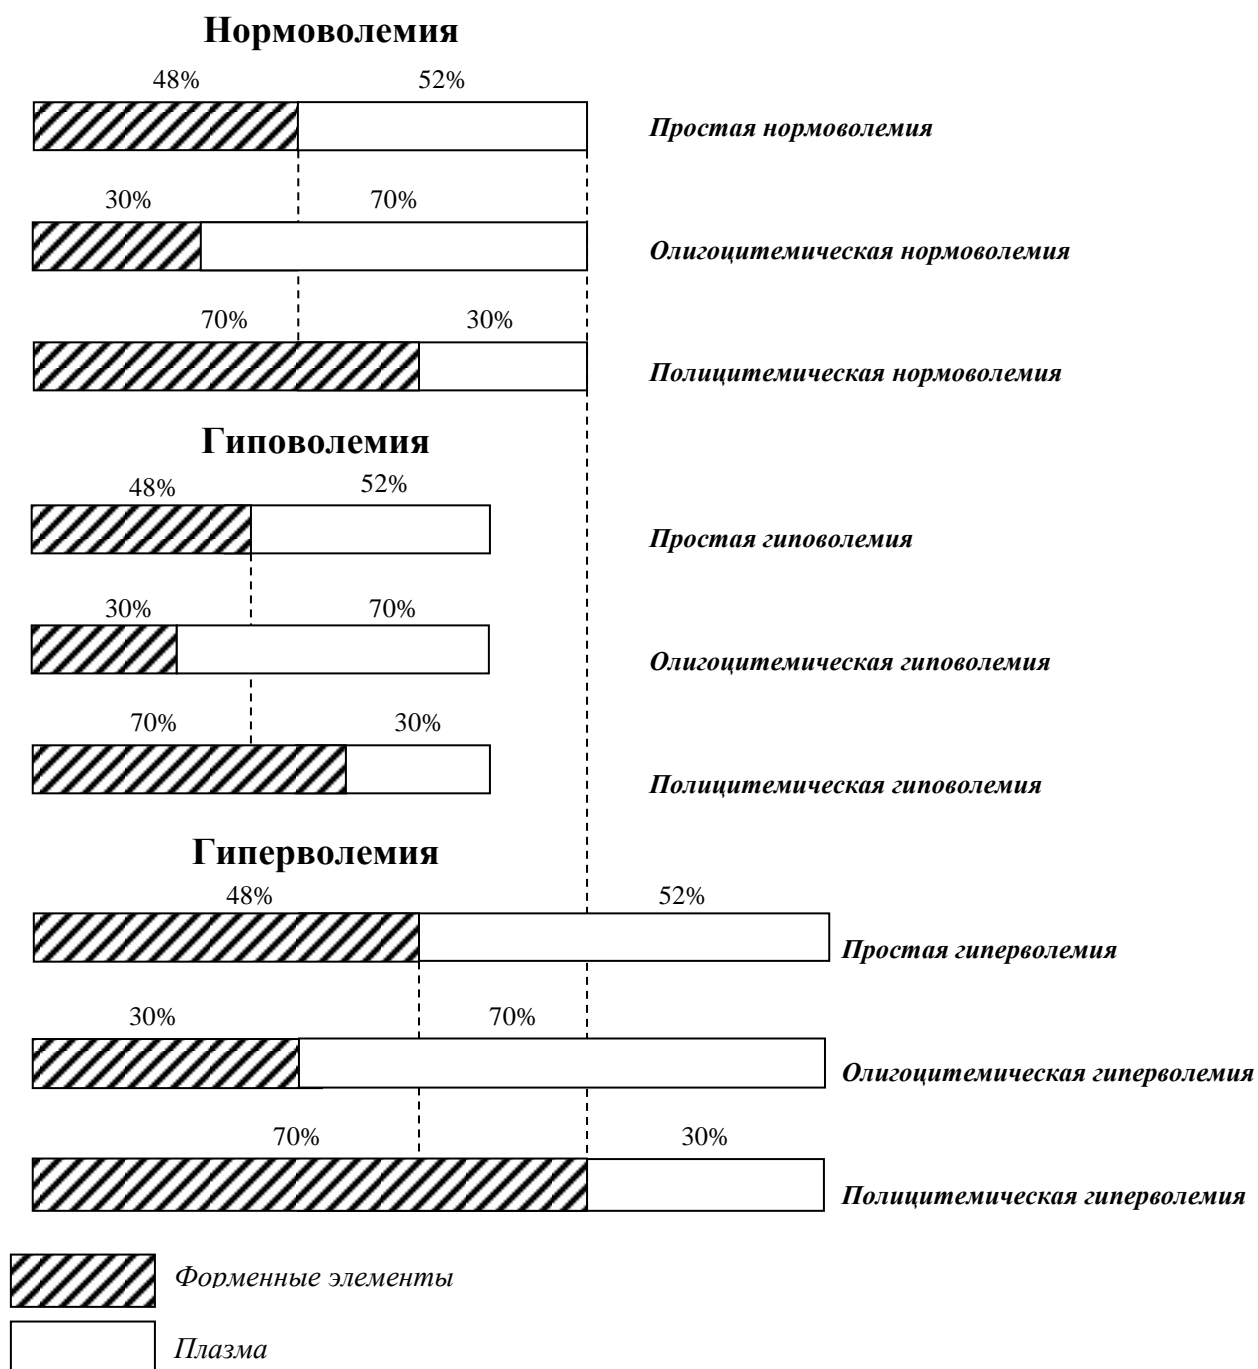 Нормоволемия
48% 52%
Простая нормоволемия
30% 70%
Олигоцитемическая нормоволемия
70% 30%
Полицитемическая нормоволемия
Гиповолемия
48% 52%
Простая гиповолемия
30% 70%
Олигоцитемическая гиповолемия
70% 30%
Полицитемическая гиповолемия
Гиперволемия
48% 52%
Простая гиперволемия
30% 70%
Олигоцитемическая гиперволемия
70% 30%
Полицитемическая гиперволемия
Форменные элементы
Плазма